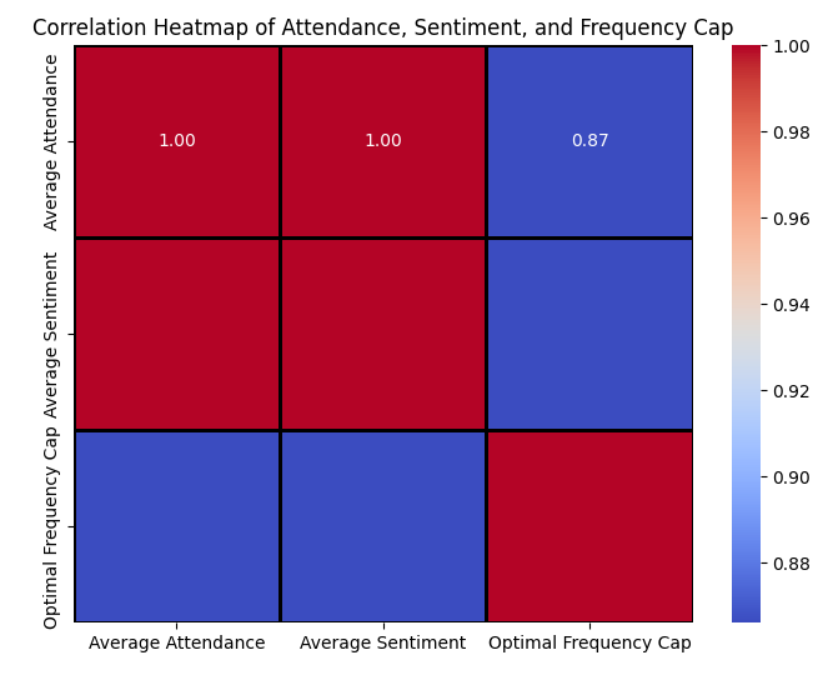 Correlation Heatmap of Attendance, Sentiment, and Frequency Cap
Average Attendance
Average Sentiment
Optimal Frequency Cap
1.00 1.00 0.87
Average Attendance Average Sentiment Optimal Frequency Cap
1.00
0.98
0.96
0.94
0.92
0.90
0.88